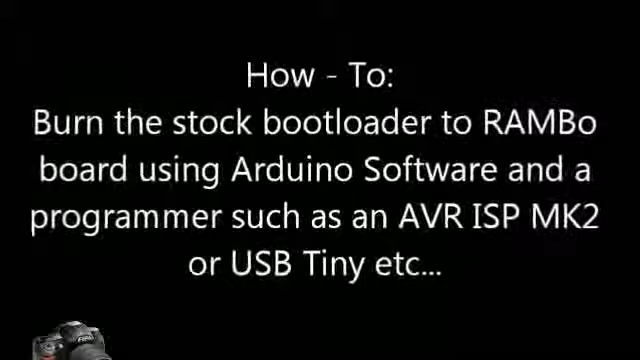 How - To:
Burn the stock bootloader to RAMBo
board using Arduino Software and a
programmer such as an AVR ISP MK2
or USB Tiny etc...